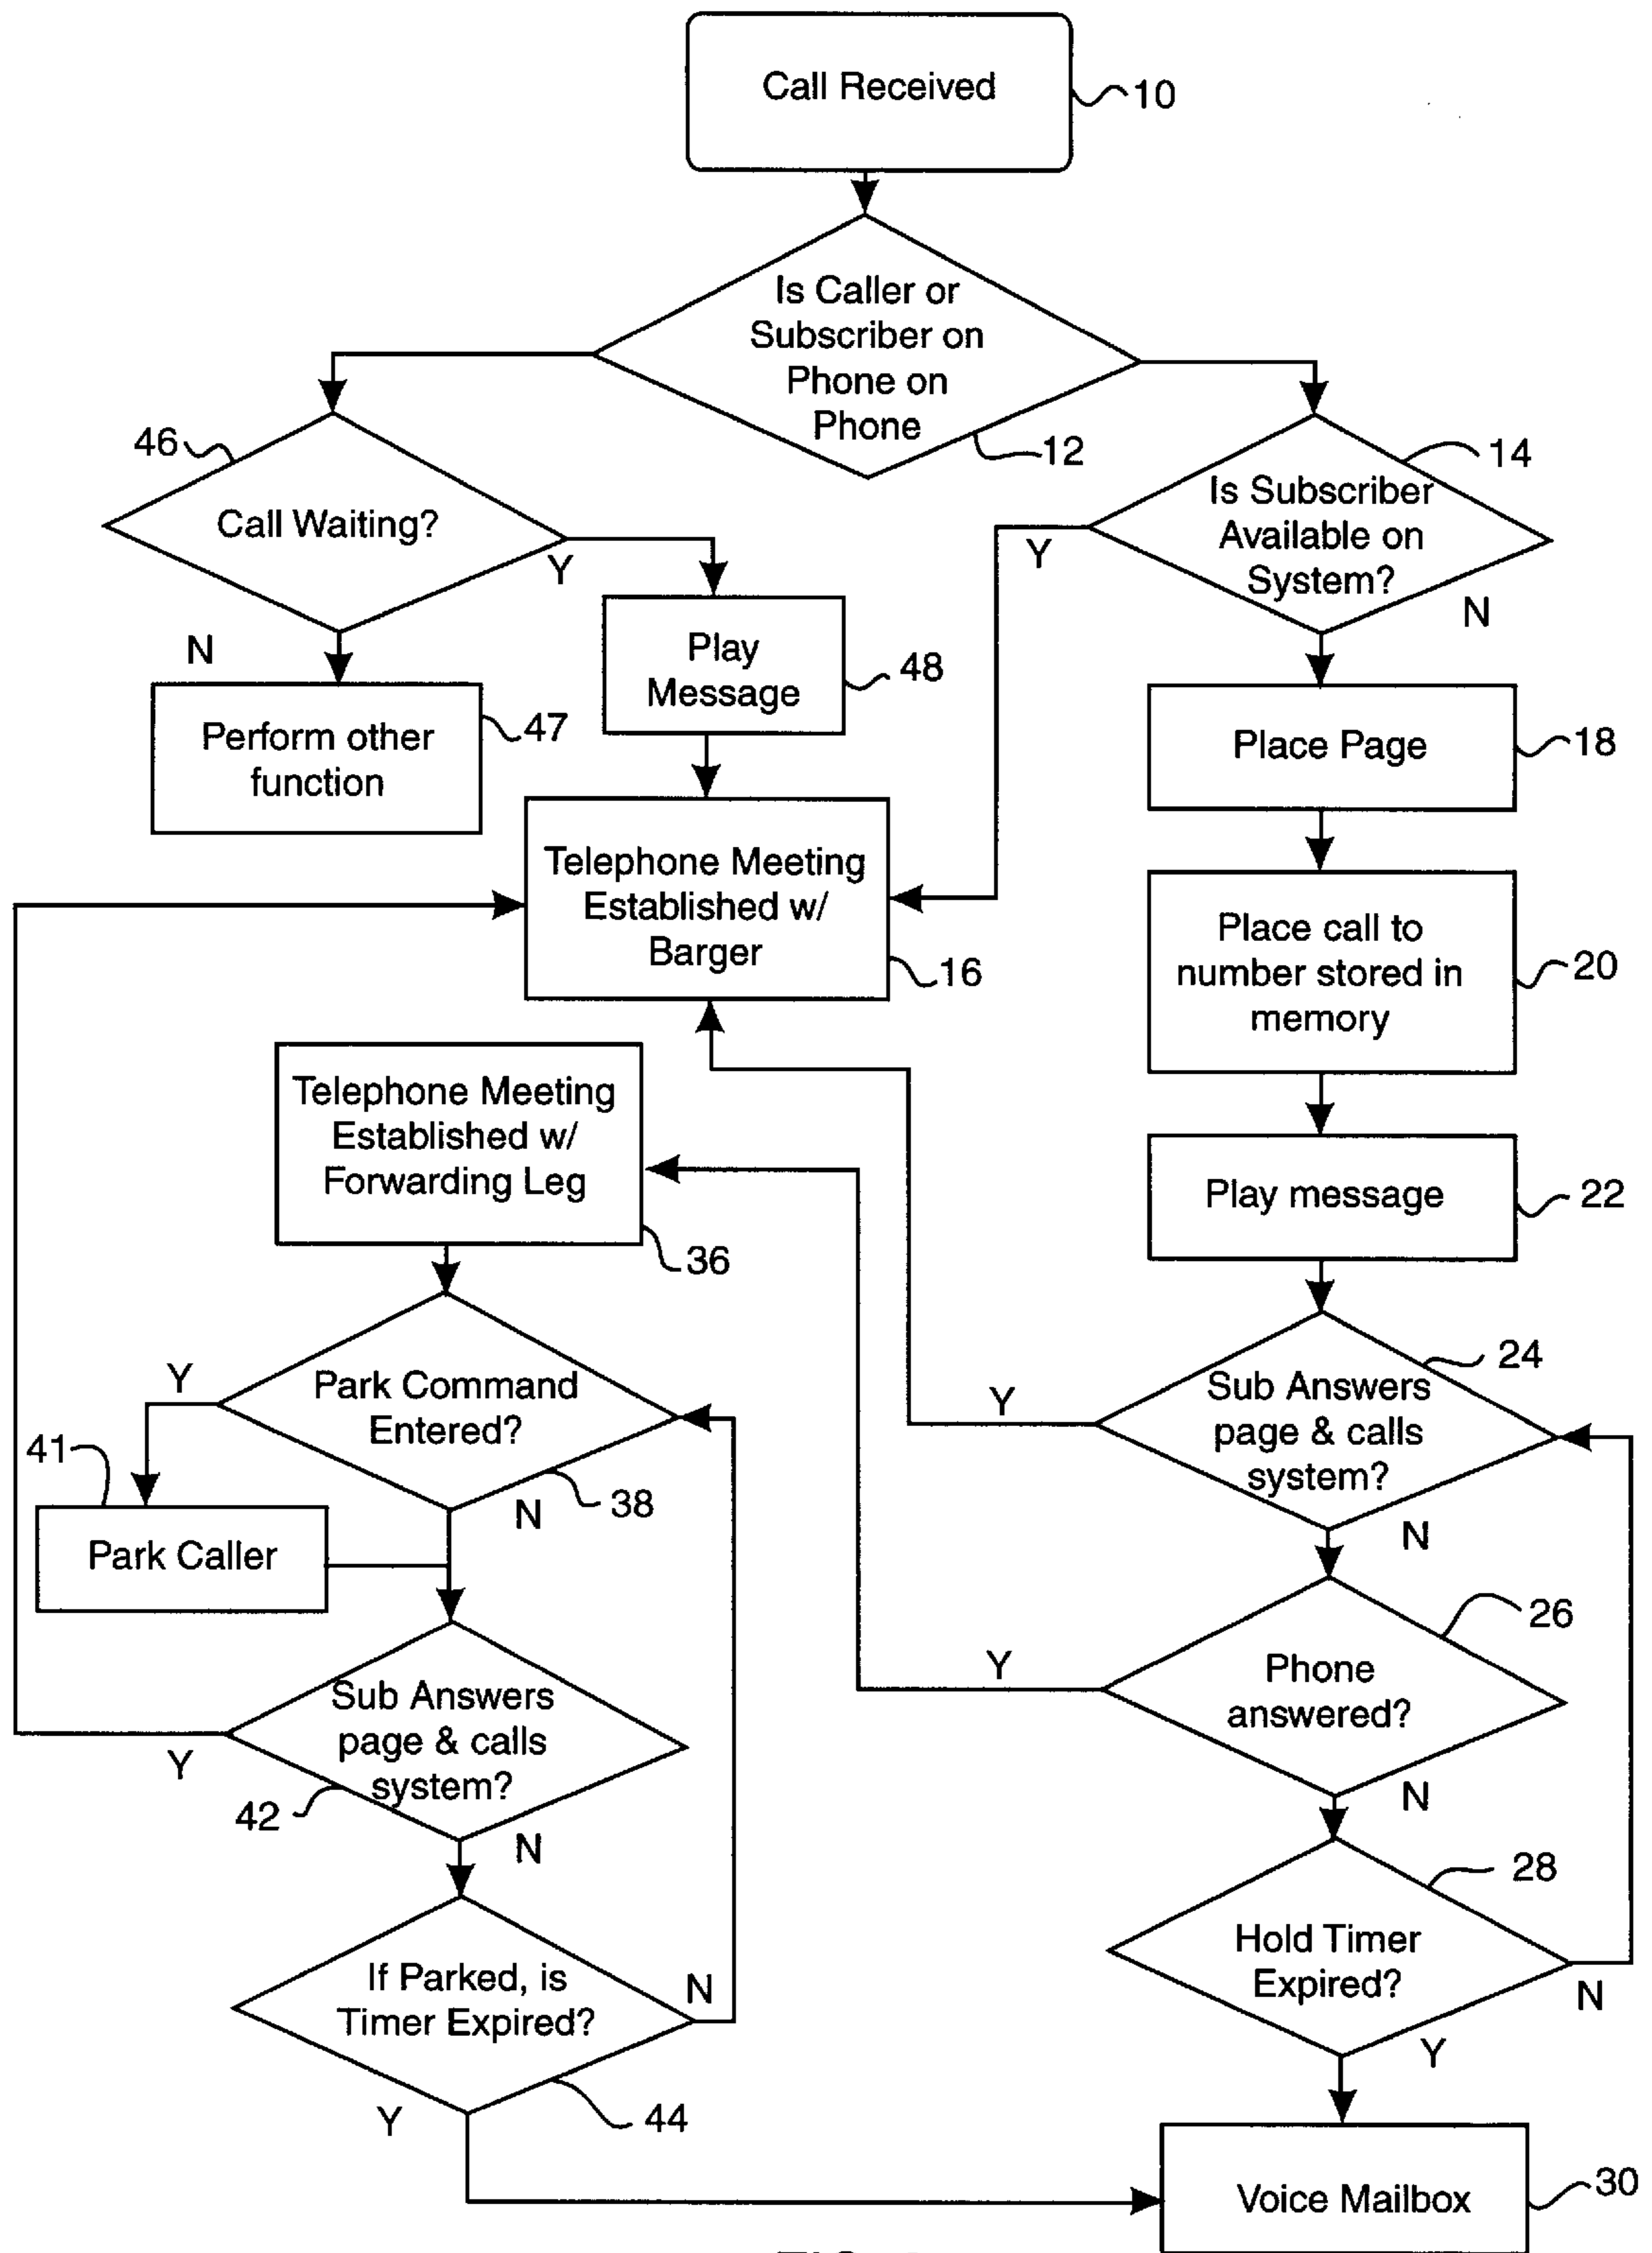 Call Received
10
Is Caller or
Subscriber on
Phone on
Phone
12
46
Call Waiting?
Y
N
14
Is Subscriber
Available on
System?
Y
N
Play
Message
48
Perform other
function
47
Place Page
18
Telephone Meeting
Established w/
Barger
16
Place call to
number stored in
memory
20
Telephone Meeting
Established w/
Forwarding Leg
36
Play message
22
Park Command
Entered?
Y
N
38
41
Park Caller
24
Sub Answers
page & calls
system?
Y
N
26
Phone
answered?
Y
N
Sub Answers
page & calls
system?
Y
42
N
28
Hold Timer
Expired?
N
Y
If Parked, is
Timer Expired?
N
Y
44
Voice Mailbox
30